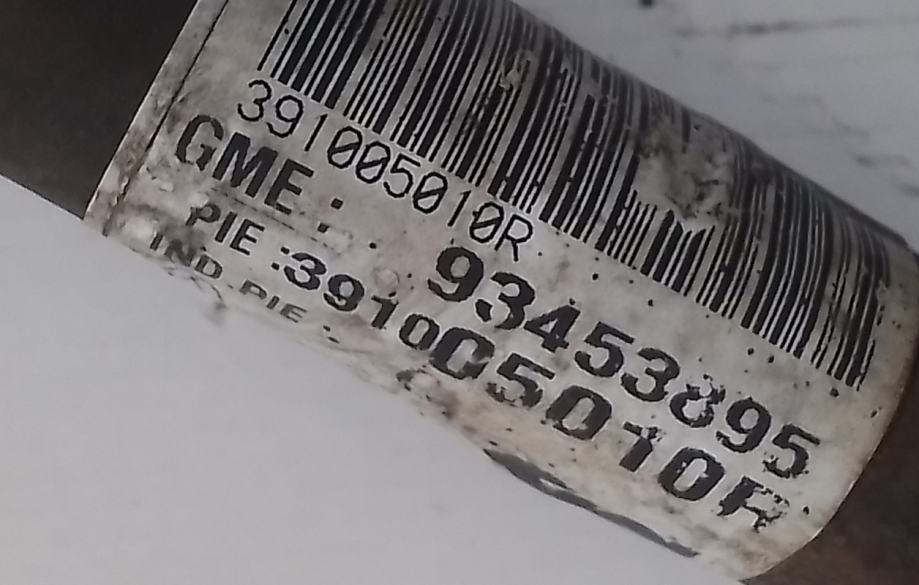 391005010R
GME : 93453895
PIE :391005010R
IND PIE :